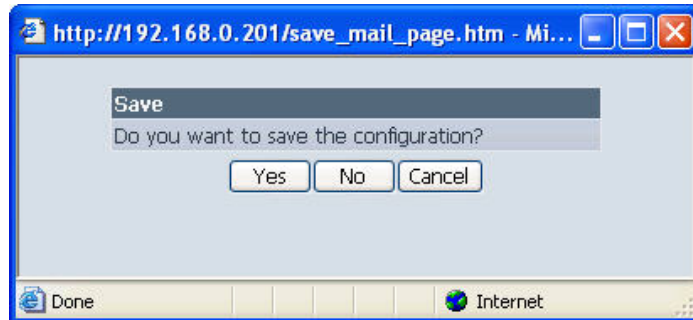 http://192.168.0.201/save_mail_page.htm - Mi...
Save
Do you want to save the configuration?
Yes No Cancel
Done Internet